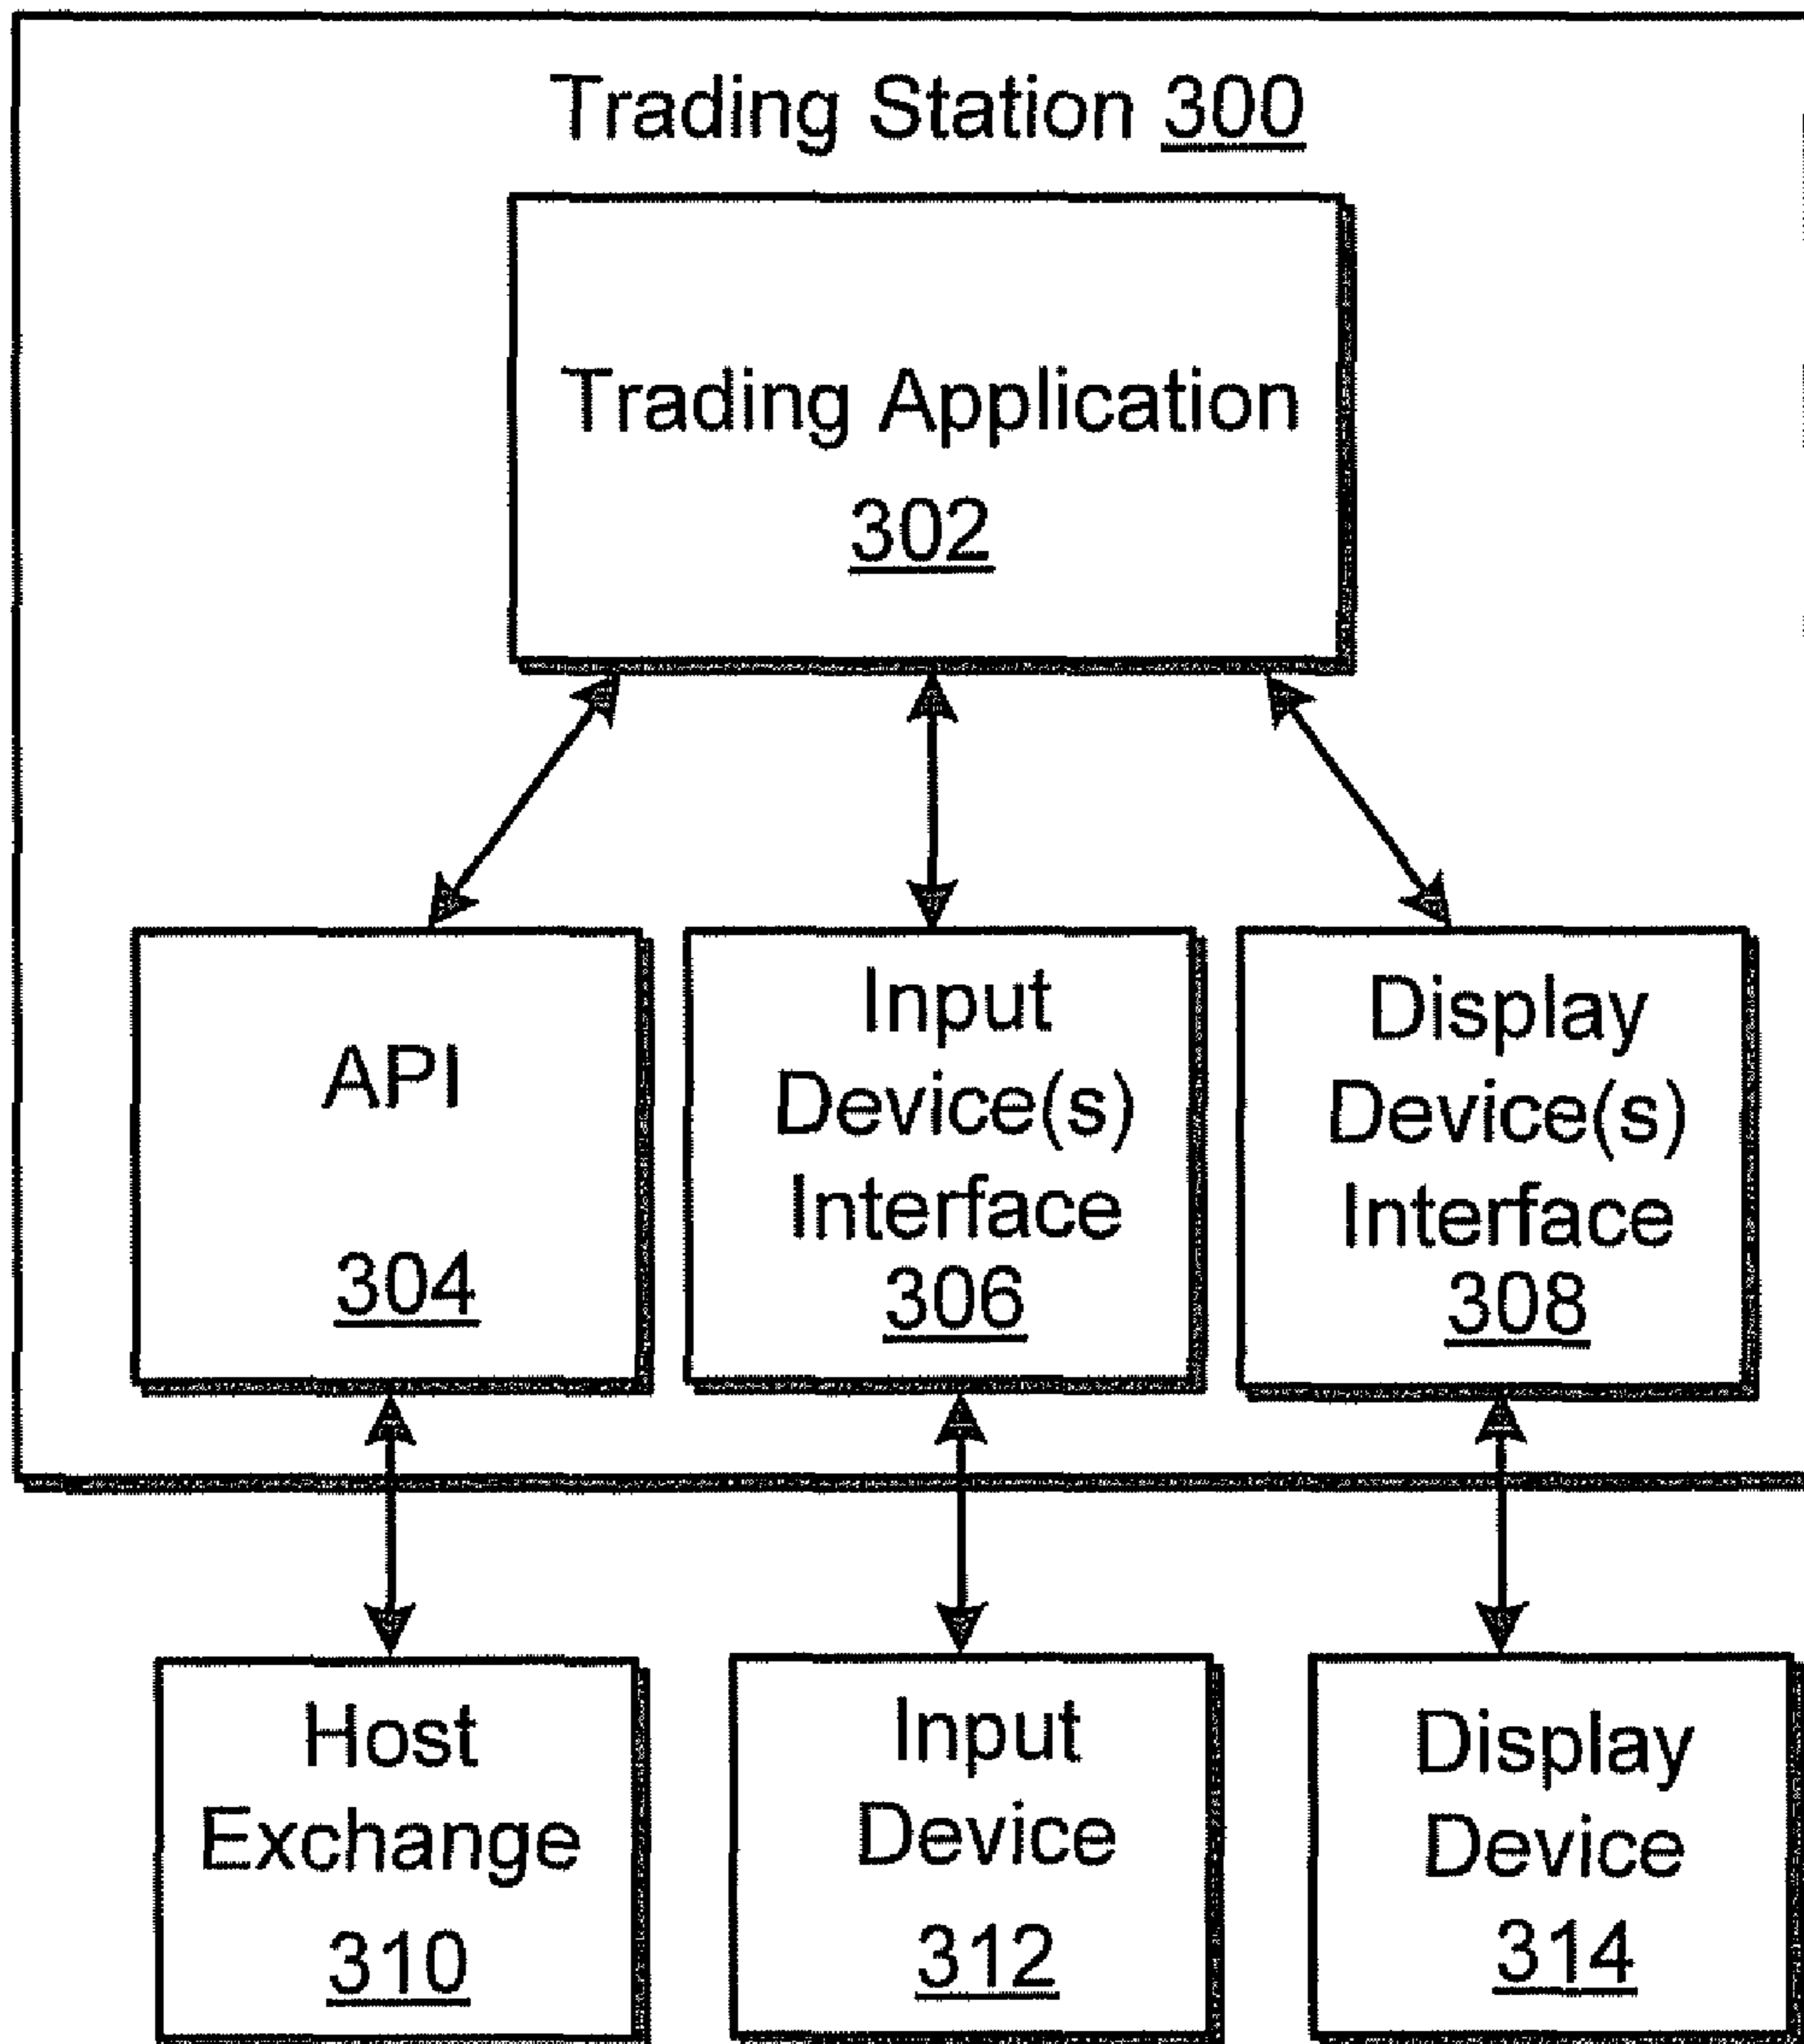 Trading Station 300
Trading Application
302
API
304
Input
Device(s)
Interface
306
Display
Device(s)
Interface
308
Host
Exchange
310
Input
Device
312
Display
Device
314